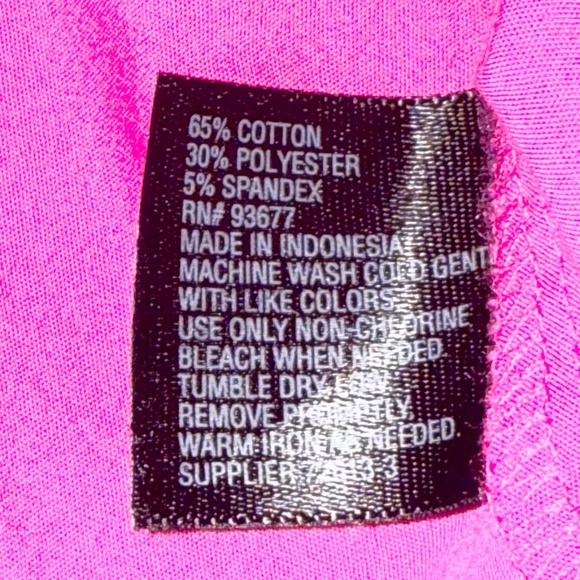 65% COTTON
30% POLYESTER
5% SPANDEX
RN# 93677
MADE IN INDONESIA
MACHINE WASH COLD GENT
WITH LIKE COLORS
USE ONLY NON-CHLORINE
BLEACH WHEN NEEDED
TUMBLE DRY LOW
REMOVE PROMPTLY
WARM IRON AS NEEDED
SUPPLIER